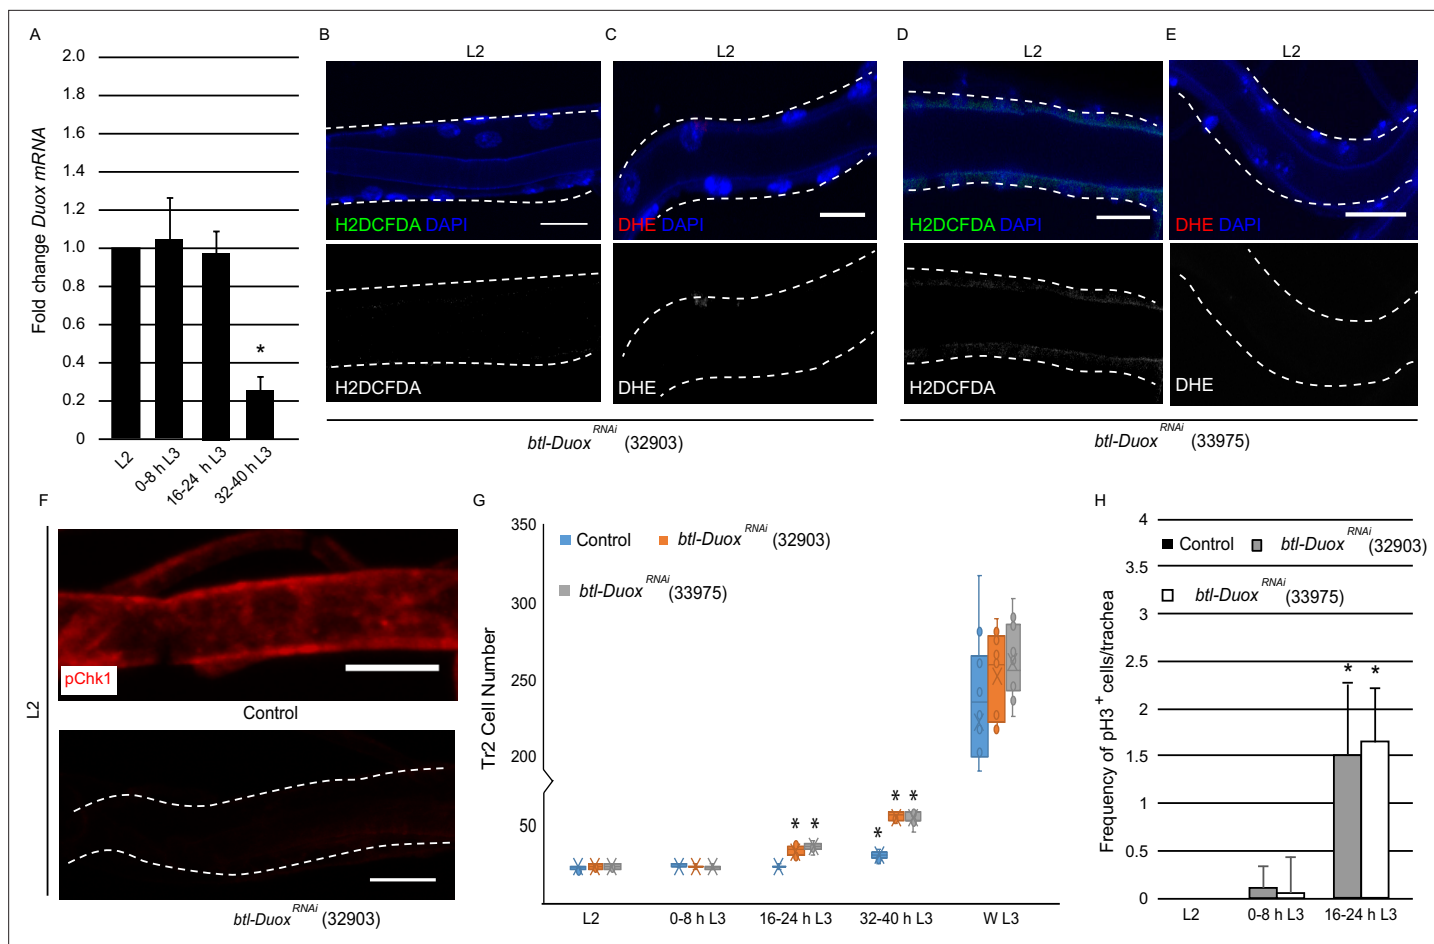 A
Fold change Duox mRNA
2.0
1.8
1.6
1.4
1.2
1.0
0.8
0.6
0.4
0.2
0
*
L2
0-8 h L3
16-24 h L3
32-40 h L3
B
L2
H2DCFDA DAPI
H2DCFDA
C
L2
DHE DAPI
DHE
btl-Duox RNAi (32903)
D
L2
H2DCFDA DAPI
H2DCFDA
E
L2
DHE DAPI
DHE
btl-Duox RNAi (33975)
F
L2
pChk1
Control
btl-Duox RNAi (32903)
G
Tr2 Cell Number
350
300
250
200
50
Control
btl-Duox RNAi (32903)
btl-Duox RNAi (33975)
* *
* * *
L2
0-8 h L3
16-24 h L3
32-40 h L3
W L3
H
Frequency of pH3 + cells/trachea
4
3.5
3
2.5
2
1.5
1
0.5
0
Control
btl-Duox RNAi (32903)
btl-Duox RNAi (33975)
* *
L2
0-8 h L3
16-24 h L3